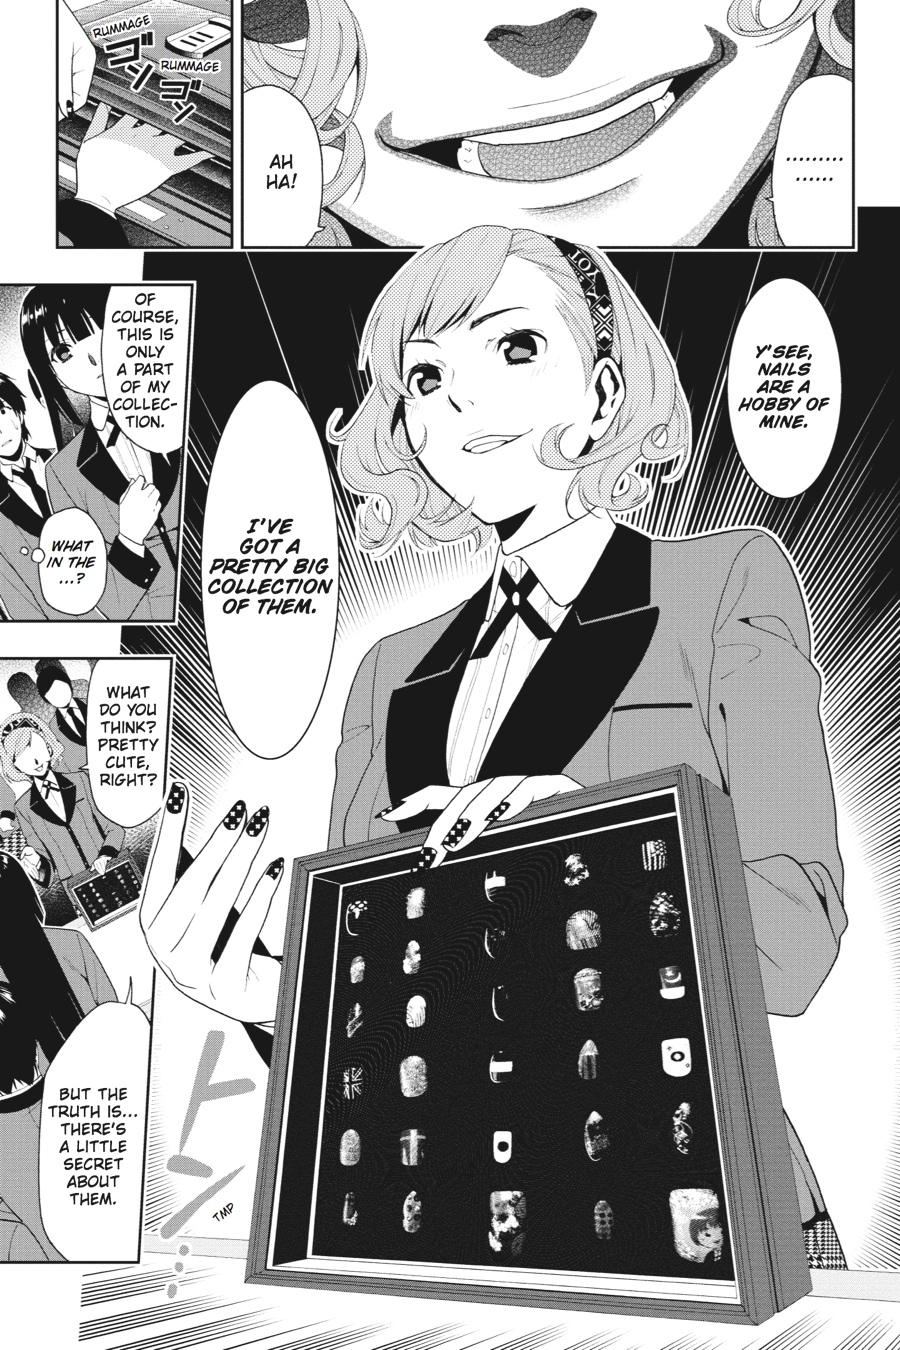 ………………
……
AH
HA!
RUMMAGE
ゴソ
RUMMAGE
ゴソ
Y'SEE,
NAILS
ARE A
HOBBY OF
MINE.
I'VE
GOT A
PRETTY BIG
COLLECTION
OF THEM.
トン
TMP
OF
COURSE,
THIS IS
ONLY
A PART
OF MY
COLLEC-
TION.
WHAT
IN THE
...?
WHAT
DO YOU
THINK?
PRETTY
CUTE,
RIGHT?
BUT THE
TRUTH IS...
THERE'S
A LITTLE
SECRET
ABOUT
THEM.